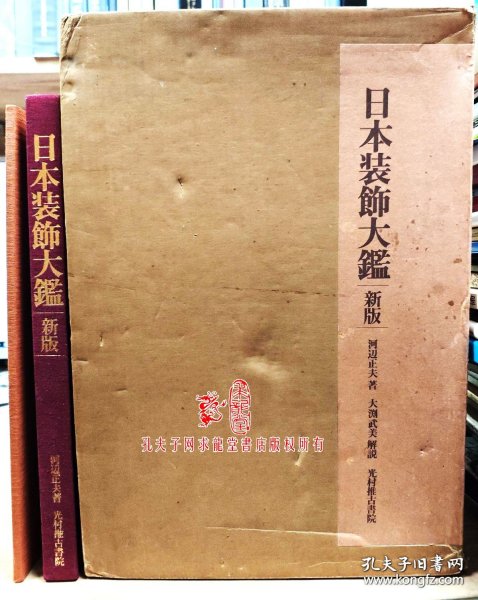 日本装飾大鑑
新版
河辺正夫著 光村推古書院
日本装飾大鑑
新版
河辺正夫 著 大渕武美 解説 光村推古書院
孔夫子网求龍堂書店版权所有
孔夫子旧书网
www.kongfz.com